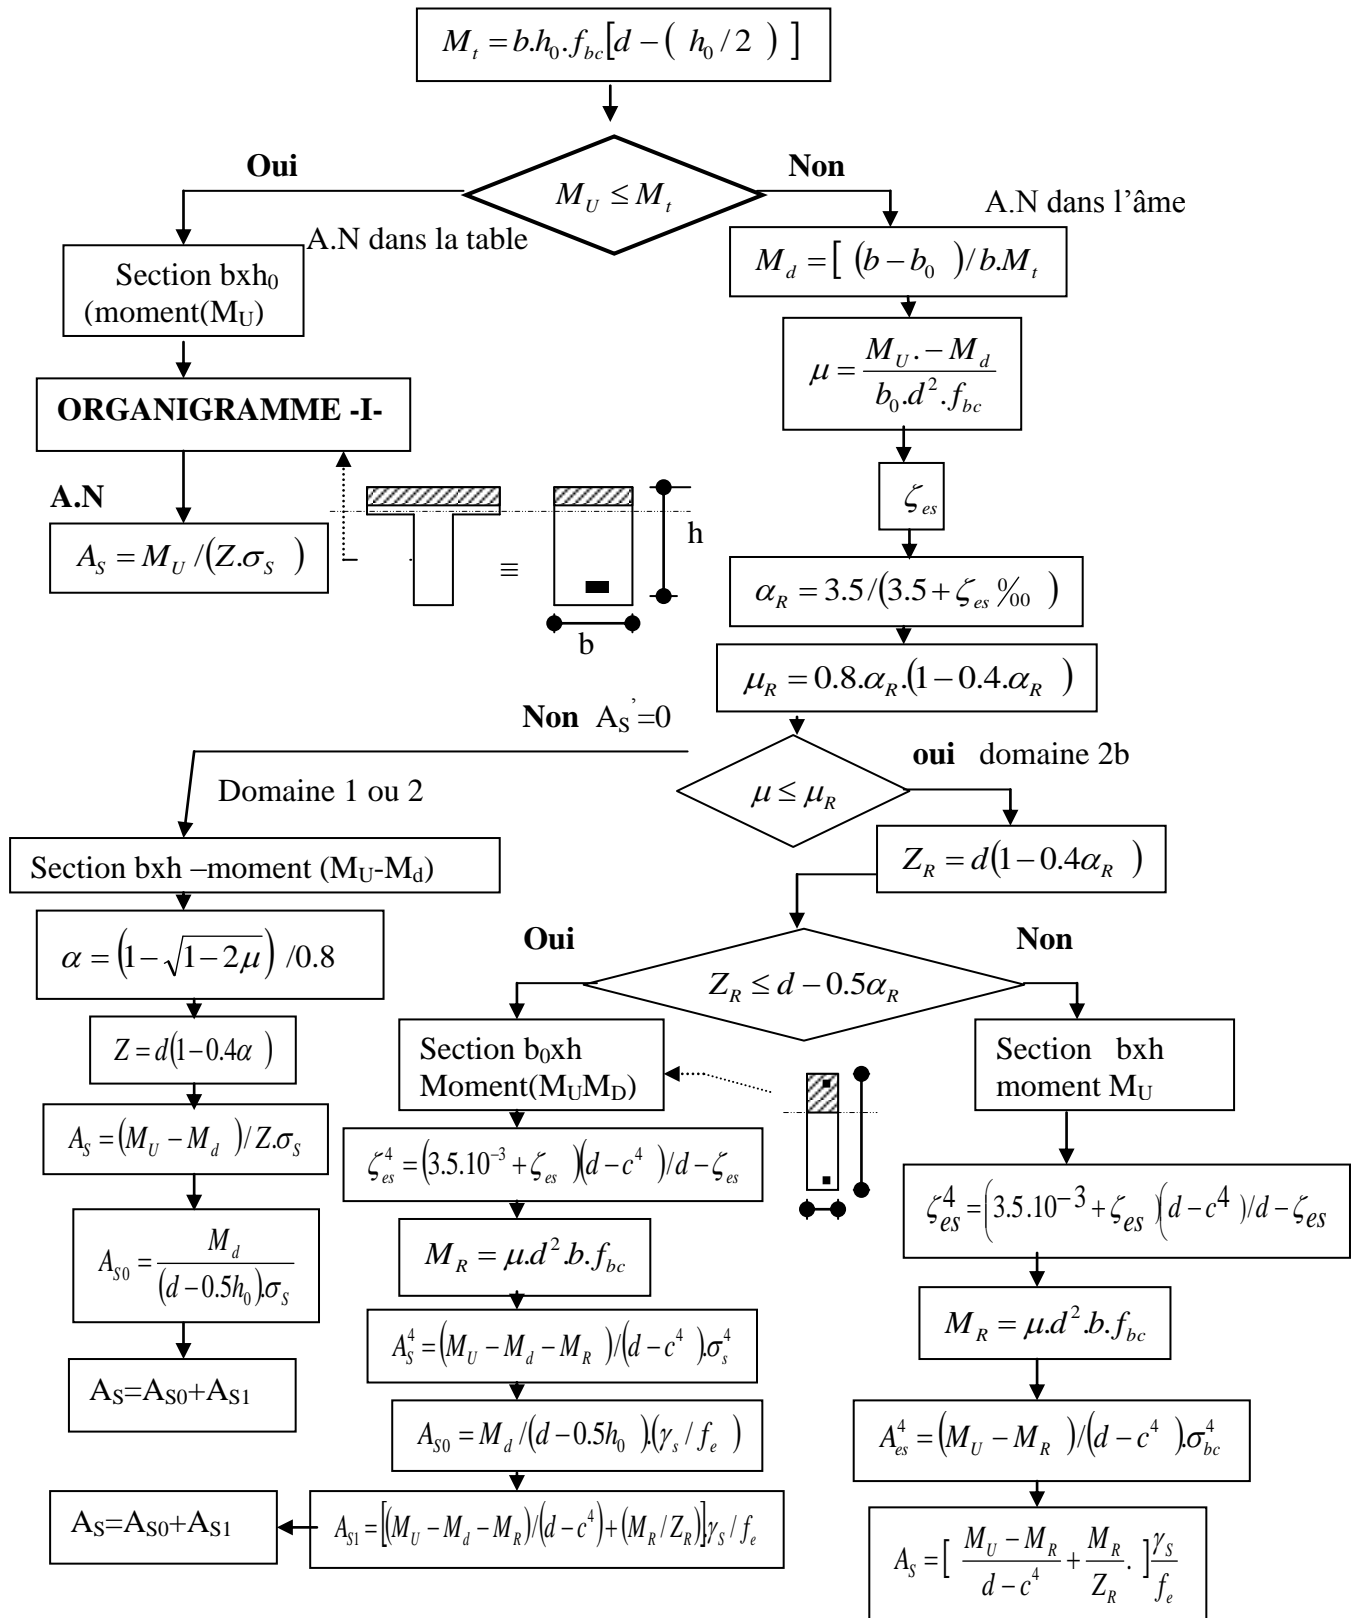 M_t = b.h_0.f_bc[d − ( h_0/2 ) ]
Oui
Non
M_U ≤ M_t
A.N dans l'âme
A.N dans la table
Section bxh_0
(moment(M_U)
M_d = [ (b − b_0 )/ b.M_t
μ = (M_U. − M_d) / (b_0.d^2.f_bc)
ORGANIGRAMME -I-
A.N
ζ_es
h
A_S = M_U /(Z.σ_S )
≡
α_R = 3.5/(3.5 + ζ_es ‰ )
b
μ_R = 0.8.α_R.(1 − 0.4.α_R )
Non A_S'=0
oui domaine 2b
Domaine 1 ou 2
μ ≤ μ_R
Section bxh –moment (M_U-M_d)
Z_R = d(1 − 0.4α_R )
α = (1 − √(1 − 2μ)) /0.8
Oui
Non
Z_R ≤ d − 0.5α_R
Z = d(1 − 0.4α )
Section b_0xh
Moment(M_UM_D)
Section bxh
moment M_U
A_S = (M_U − M_d )/ Z.σ_S
ζ_es^4 = (3.5.10^−3 + ζ_es )(d − c^4 )/d − ζ_es
ζ_es^4 = (3.5.10^−3 + ζ_es )(d − c^4 )/d − ζ_es
A_S0 = M_d / (d − 0.5h_0).σ_S
M_R = μ.d^2.b.f_bc
M_R = μ.d^2.b.f_bc
A_S^4 = (M_U − M_d − M_R )/(d − c^4 ).σ_s^4
A_S=A_S0+A_S1
A_S0 = M_d /(d − 0.5h_0 ).(γ_s / f_e )
A_es^4 = (M_U − M_R )/(d − c^4 ).σ_bc^4
A_S=A_S0+A_S1
A_S1 = [(M_U − M_d − M_R)/(d − c^4) + (M_R/Z_R)].γ_s / f_e
A_S = [ (M_U − M_R)/(d − c^4) + M_R/Z_R . ] γ_S/f_e